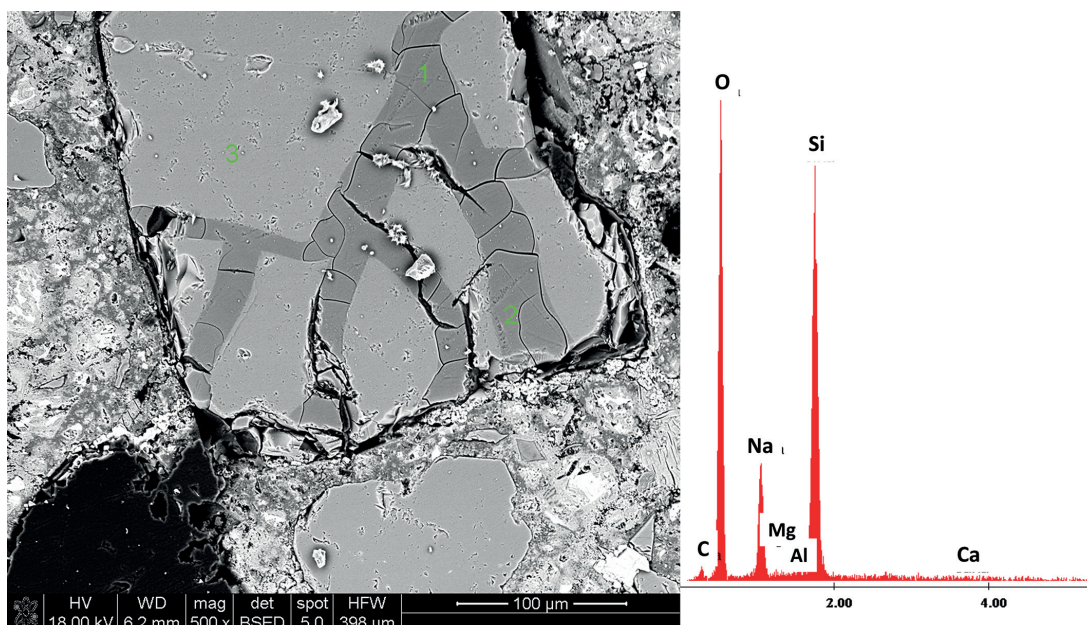 1
3
2
HV WD mag det spot HFW
18.00 kV 6.2 mm 500 x BSED 5.0 398 µm
100 µm
O
Si
Na
Mg
C
Al
Ca
2.00 4.00